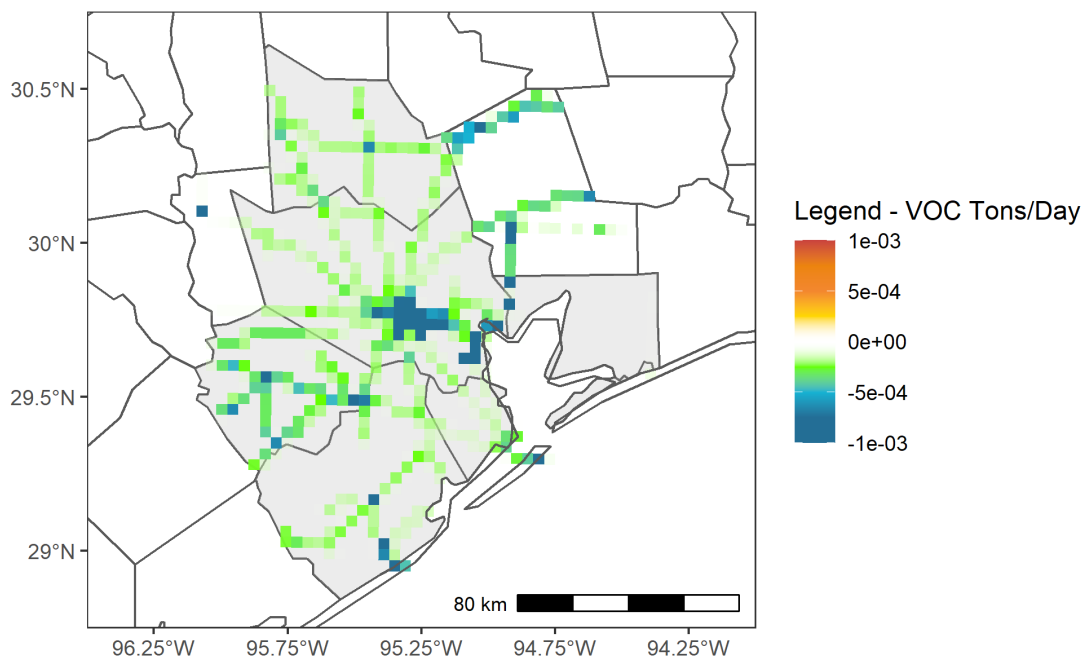 30.5°N
30°N
29.5°N
29°N
96.25°W 95.75°W 95.25°W 94.75°W 94.25°W
80 km
Legend - VOC Tons/Day
1e-03
5e-04
0e+00
-5e-04
-1e-03